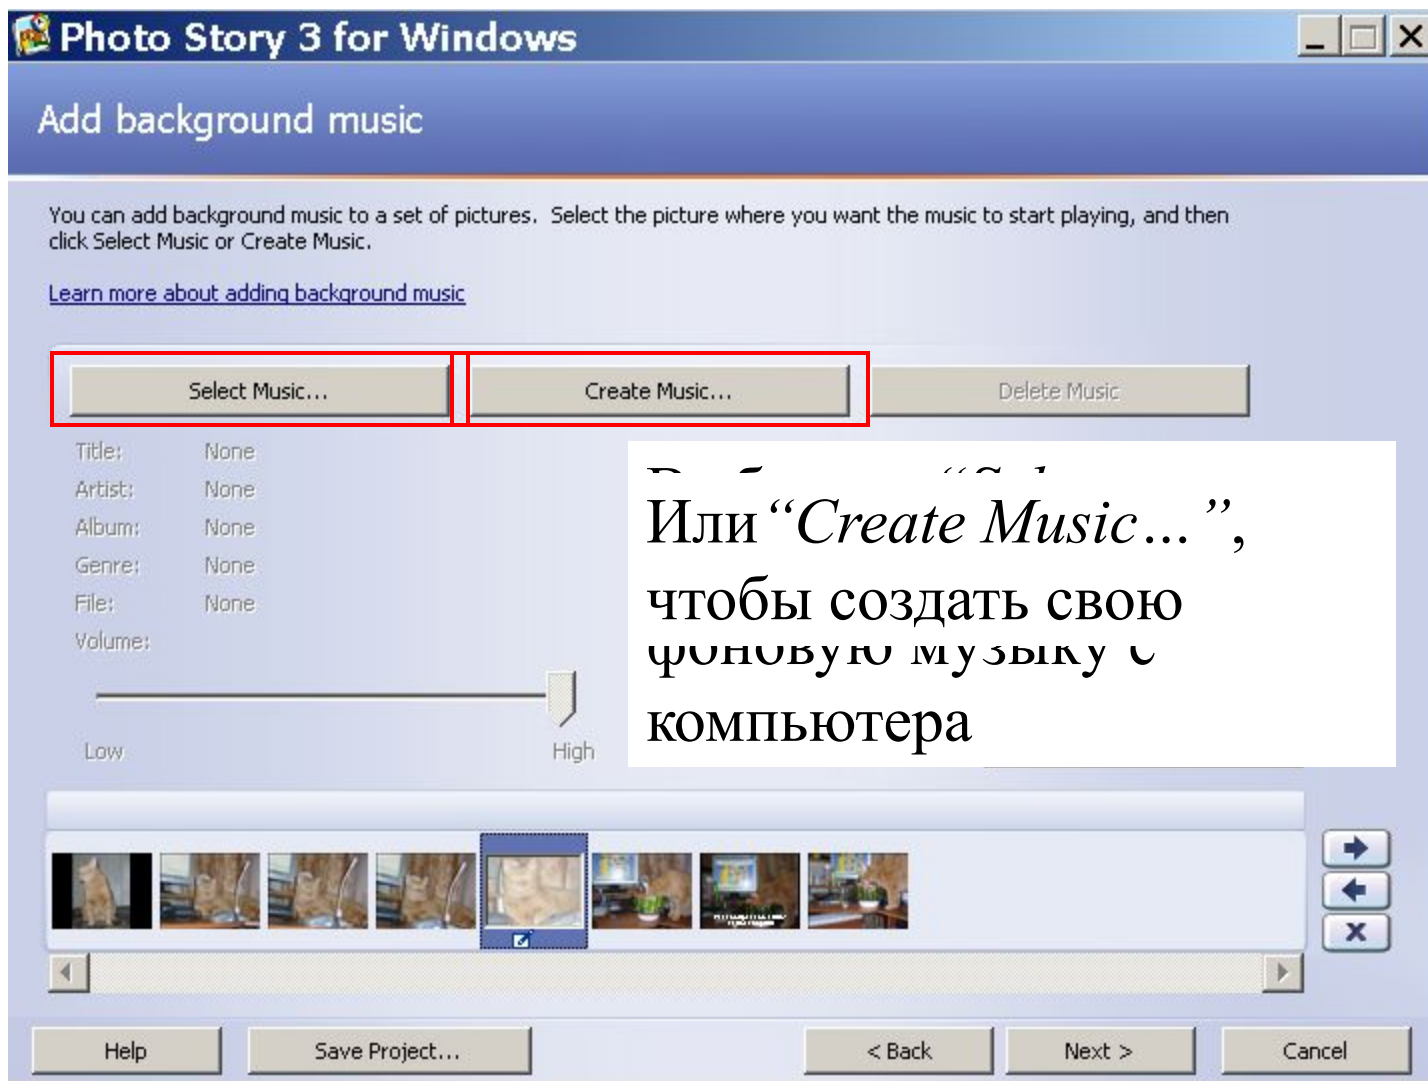 Photo Story 3 for Windows
Add background music
You can add background music to a set of pictures. Select the picture where you want the music to start playing, and then
click Select Music or Create Music.
Learn more about adding background music
Select Music...
Create Music...
Delete Music
Title: None
Artist: None
Album: None
Genre: None
File: None
Volume:
Low High
Или “Create Music…”,
чтобы создать свою
фоновую музыку с
компьютера
Help
Save Project...
< Back
Next >
Cancel